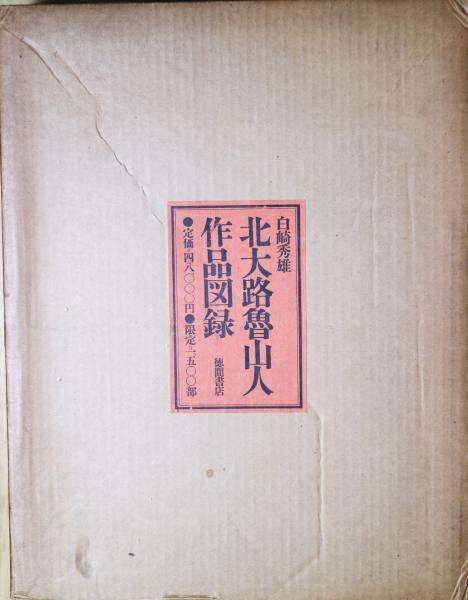 白崎秀雄
北大路魯山人
作品図録
徳間書店
●定価=四八〇〇〇円●限定=一五〇〇部